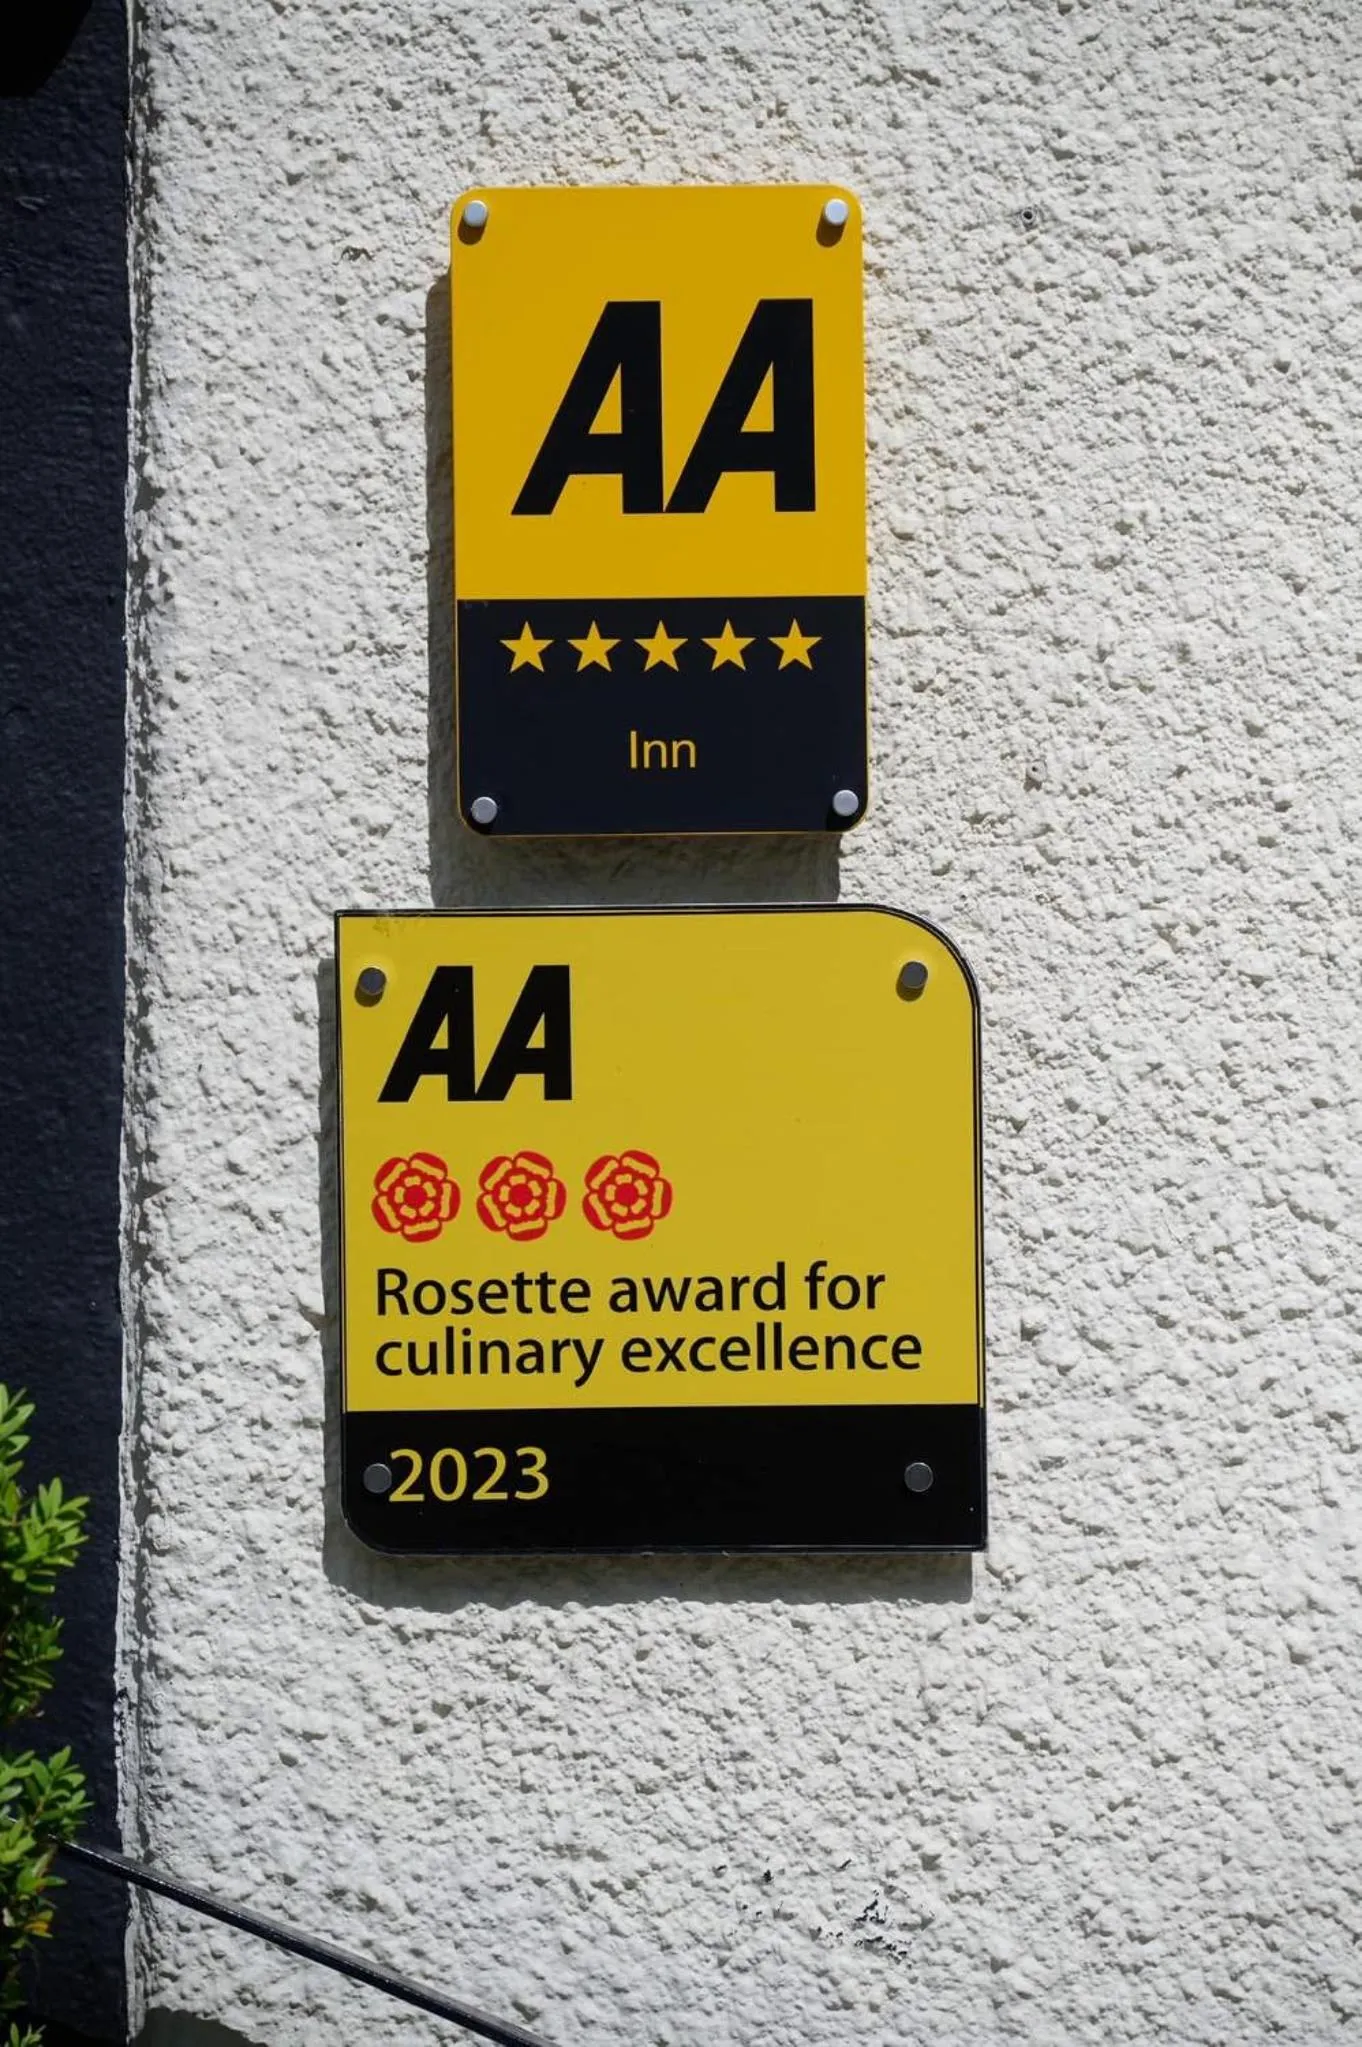 AA
Inn
AA
Rosette award for
culinary excellence
2023